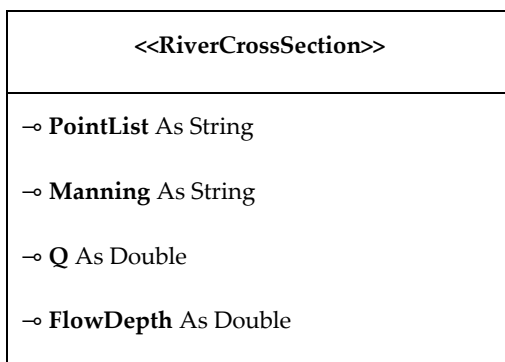 <<RiverCrossSection>>
⊸ PointList As String
⊸ Manning As String
⊸ Q As Double
⊸ FlowDepth As Double